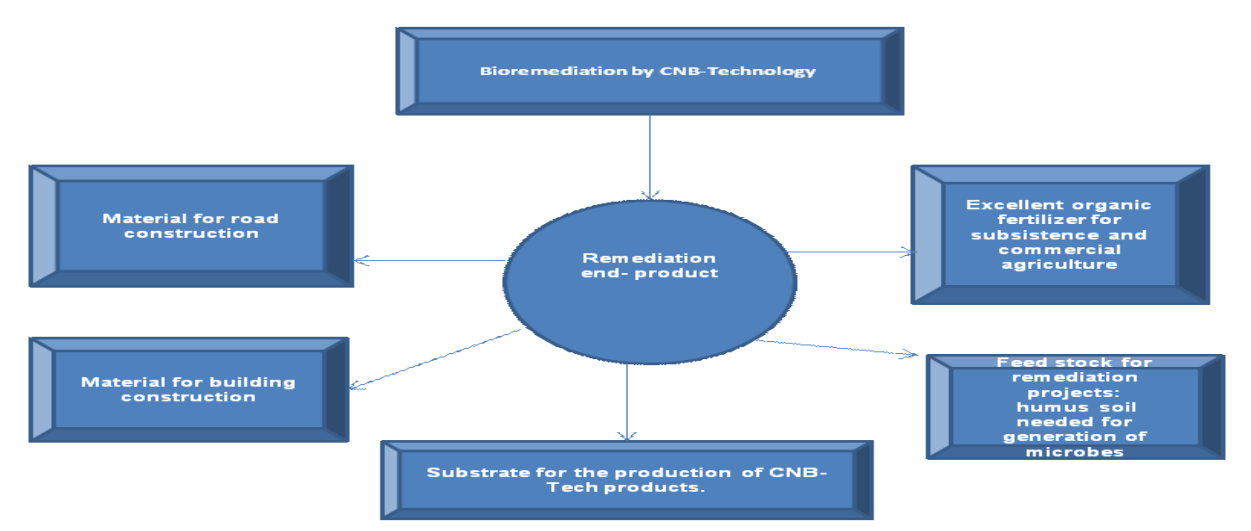 Bioremediation by CNB-Technology
Material for road
construction
Remediation
end- product
Excellent organic
fertilizer for
subsistence and
commercial
agriculture
Material for building
construction
Feed stock for
remediation
projects:
humus soil
needed for
generation of
microbes
Substrate for the production of CNB-
Tech products.